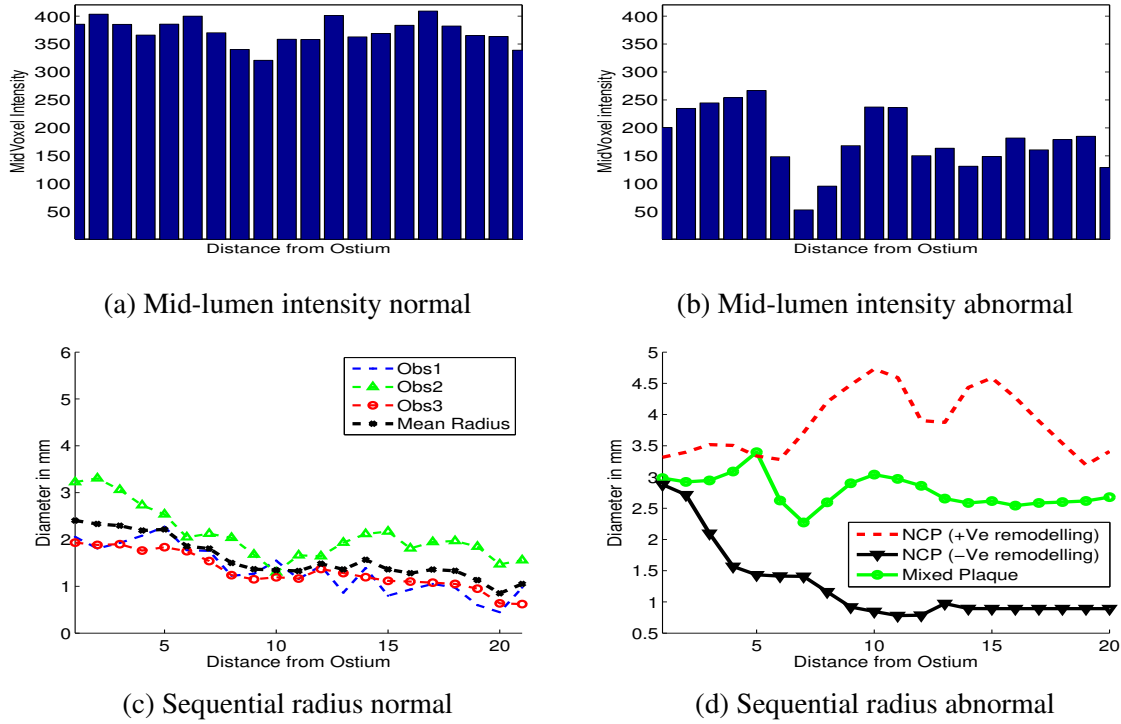 400
350
300
250
200
150
100
50
MidVoxel Intensity
Distance from Ostium
(a) Mid-lumen intensity normal
400
350
300
250
200
150
100
50
MidVoxel intensity
Distance from Ostium
(b) Mid-lumen intensity abnormal
6
5
4
3
2
1
0
Diameter in mm
Obs1
Obs2
Obs3
Mean Radius
5
10
15
20
Distance from Ostium
(c) Sequential radius normal
5
4.5
4
3.5
3
2.5
2
1.5
1
0.5
Diameter in mm
NCP (+Ve remodelling)
NCP (−Ve remodelling)
Mixed Plaque
5
10
15
20
Distance from Ostium
(d) Sequential radius abnormal